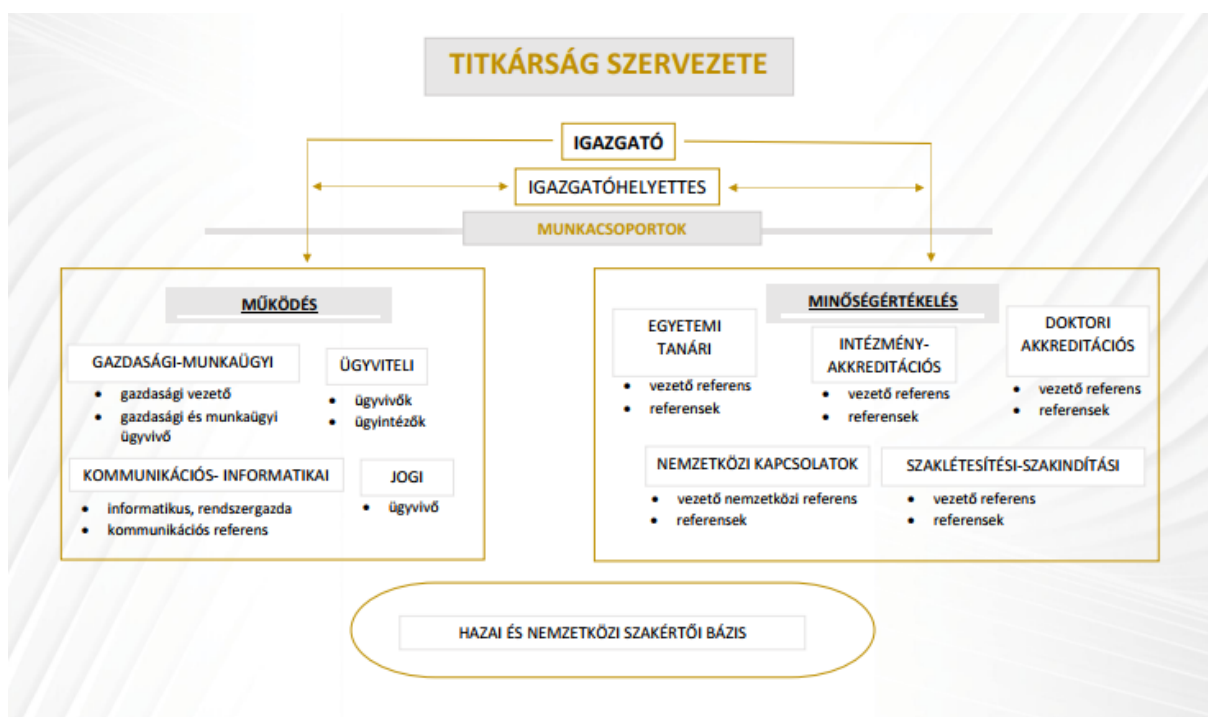 TITKÁRSÁG SZERVEZETE
IGAZGATÓ
IGAZGATÓHELYETTES
MUNKACSOPORTOK
MŰKÖDÉS
GAZDASÁGI-MUNKAÜGYI
• gazdasági vezető
• gazdasági és munkaügyi
ügyvivő
ÜGYVITELI
• ügyvivők
• ügyintézők
KOMMUNIKÁCIÓS- INFORMATIKAI
• informatikus, rendszergazda
• kommunikációs referens
JOGI
• ügyvivő
MINŐSÉGÉRTÉKELÉS
EGYETEMI
TANÁRI
• vezető referens
• referensek
INTÉZMÉNY-
AKKREDITÁCIÓS
• vezető referens
• referensek
DOKTORI
AKKREDITÁCIÓS
• vezető referens
• referensek
NEMZETKÖZI KAPCSOLATOK
• vezető nemzetközi referens
• referensek
SZAKLÉTESÍTÉSI-SZAKINDÍTÁSI
• vezető referens
• referensek
HAZAI ÉS NEMZETKÖZI SZAKÉRTŐI BÁZIS